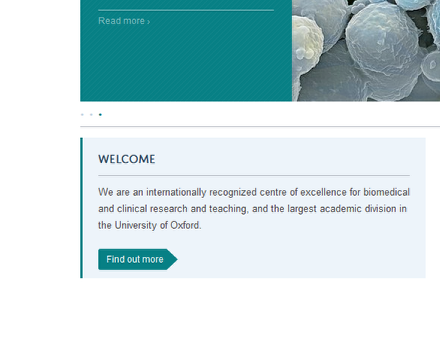 Read more ›
WELCOME
We are an internationally recognized centre of excellence for biomedical
and clinical research and teaching, and the largest academic division in
the University of Oxford.
Find out more